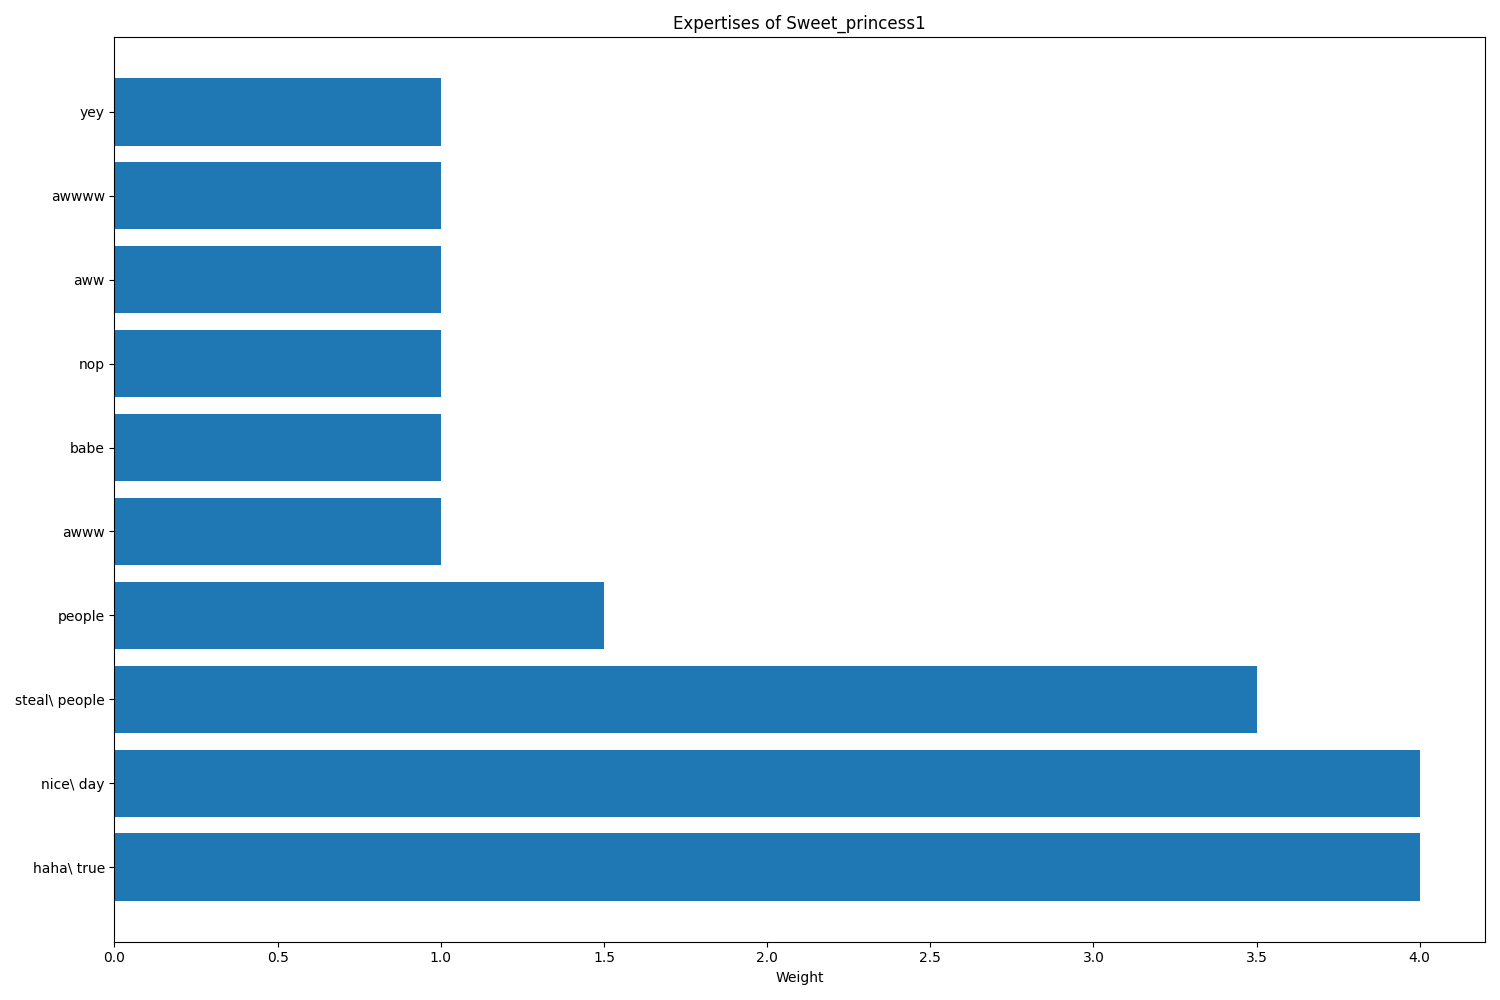 Expertises of Sweet_princess1
yey
awwww
aww
nop
babe
awww
people
steal\ people
nice\ day
haha\ true
0.0 0.5 1.0 1.5 2.0 2.5 3.0 3.5 4.0
Weight